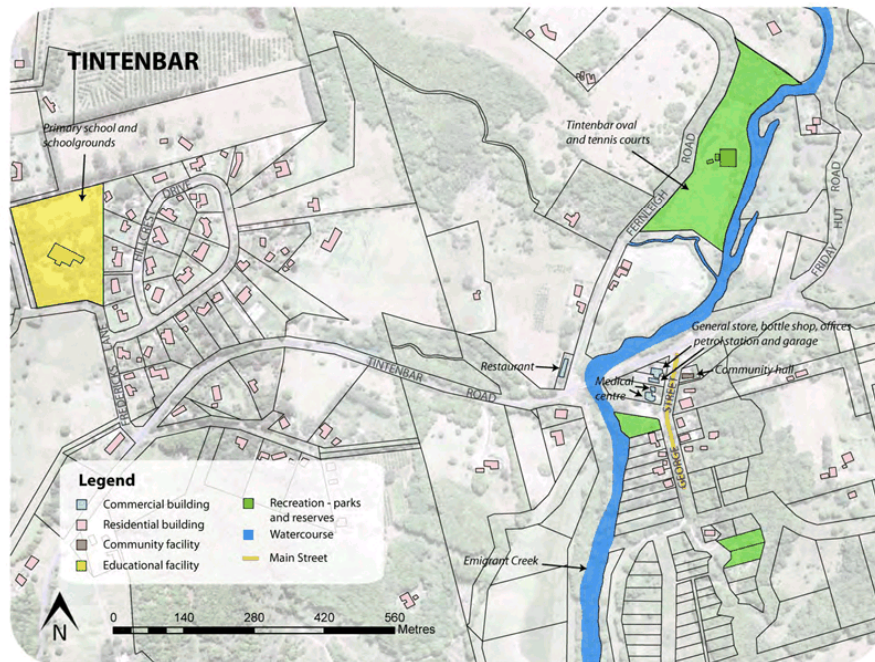 TINTENBAR
Primary school and
schoolgrounds
Tintenbar oval
and tennis courts
FERNLEIGH
ROAD
FRIDAY HUT ROAD
HILLCREST
DRIVE
FREDERICKS LANE
TINTENBAR
ROAD
Restaurant
General store, bottle shop, offices
petrol station and garage
Medical
centre
Community hall
GEORGE
STREET
Emigrant Creek
Legend
Commercial building
Residential building
Community facility
Educational facility
Recreation - parks
and reserves
Watercourse
Main Street
N
0 140 280 420 560
Metres